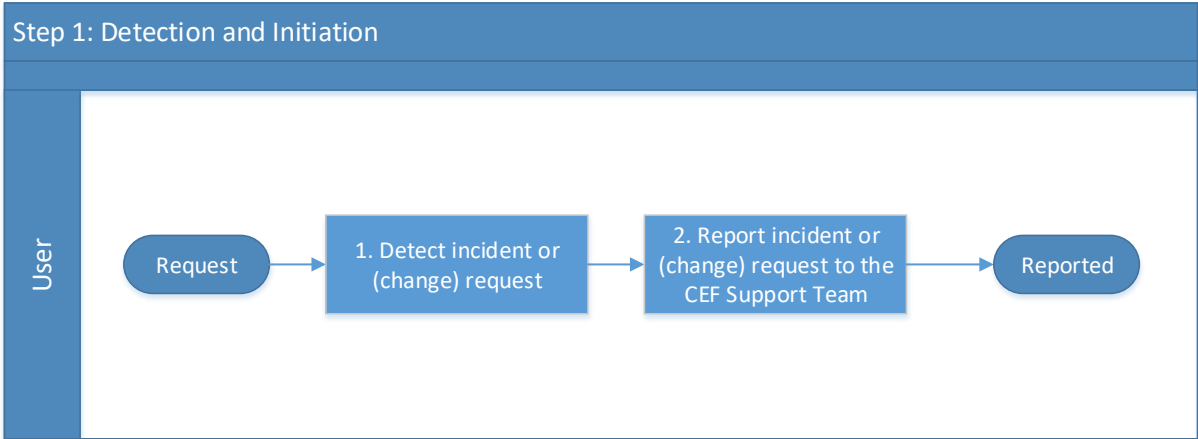 Step 1: Detection and Initiation
User
Request
1. Detect incident or
(change) request
2. Report incident or
(change) request to the
CEF Support Team
Reported